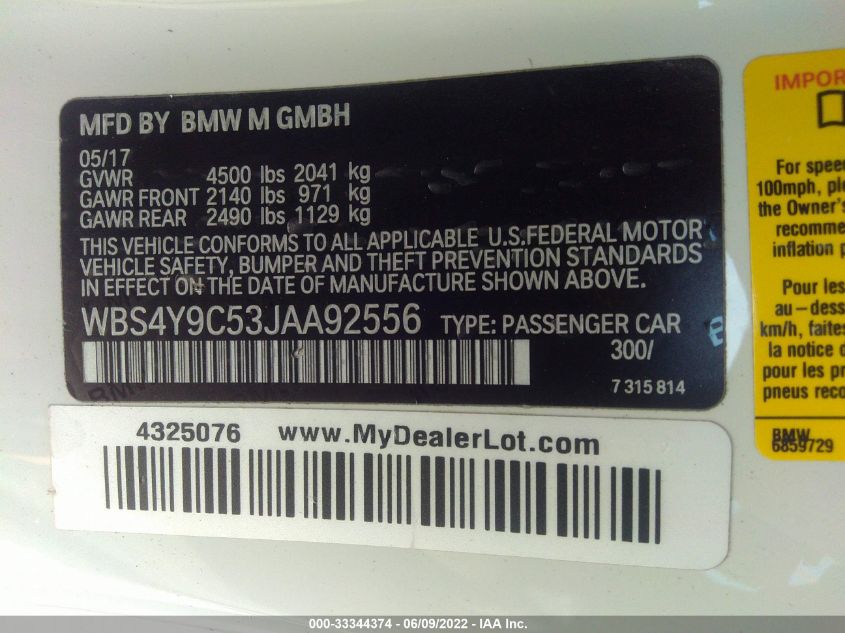 MFD BY BMW M GMBH
05/17
GVWR 4500 lbs 2041 kg
GAWR FRONT 2140 lbs 971 kg
GAWR REAR 2490 lbs 1129 kg
THIS VEHICLE CONFORMS TO ALL APPLICABLE U.S.FEDERAL MOTOR
VEHICLE SAFETY, BUMPER AND THEFT PREVENTION STANDARDS
IN EFFECT ON THE DATE OF MANUFACTURE SHOWN ABOVE.
WBS4Y9C53JAA92556 TYPE: PASSENGER CAR
300/
7 315 814
4325076 www.MyDealerLot.com
IMPOR
For speed
100mph, ple
the Owner's
recomme
inflation p
Pour les
au–dess
km/h, faites
la notice d
pour les pr
pneus reco
BMW
6859729
000-33344374 - 06/09/2022 - IAA Inc.